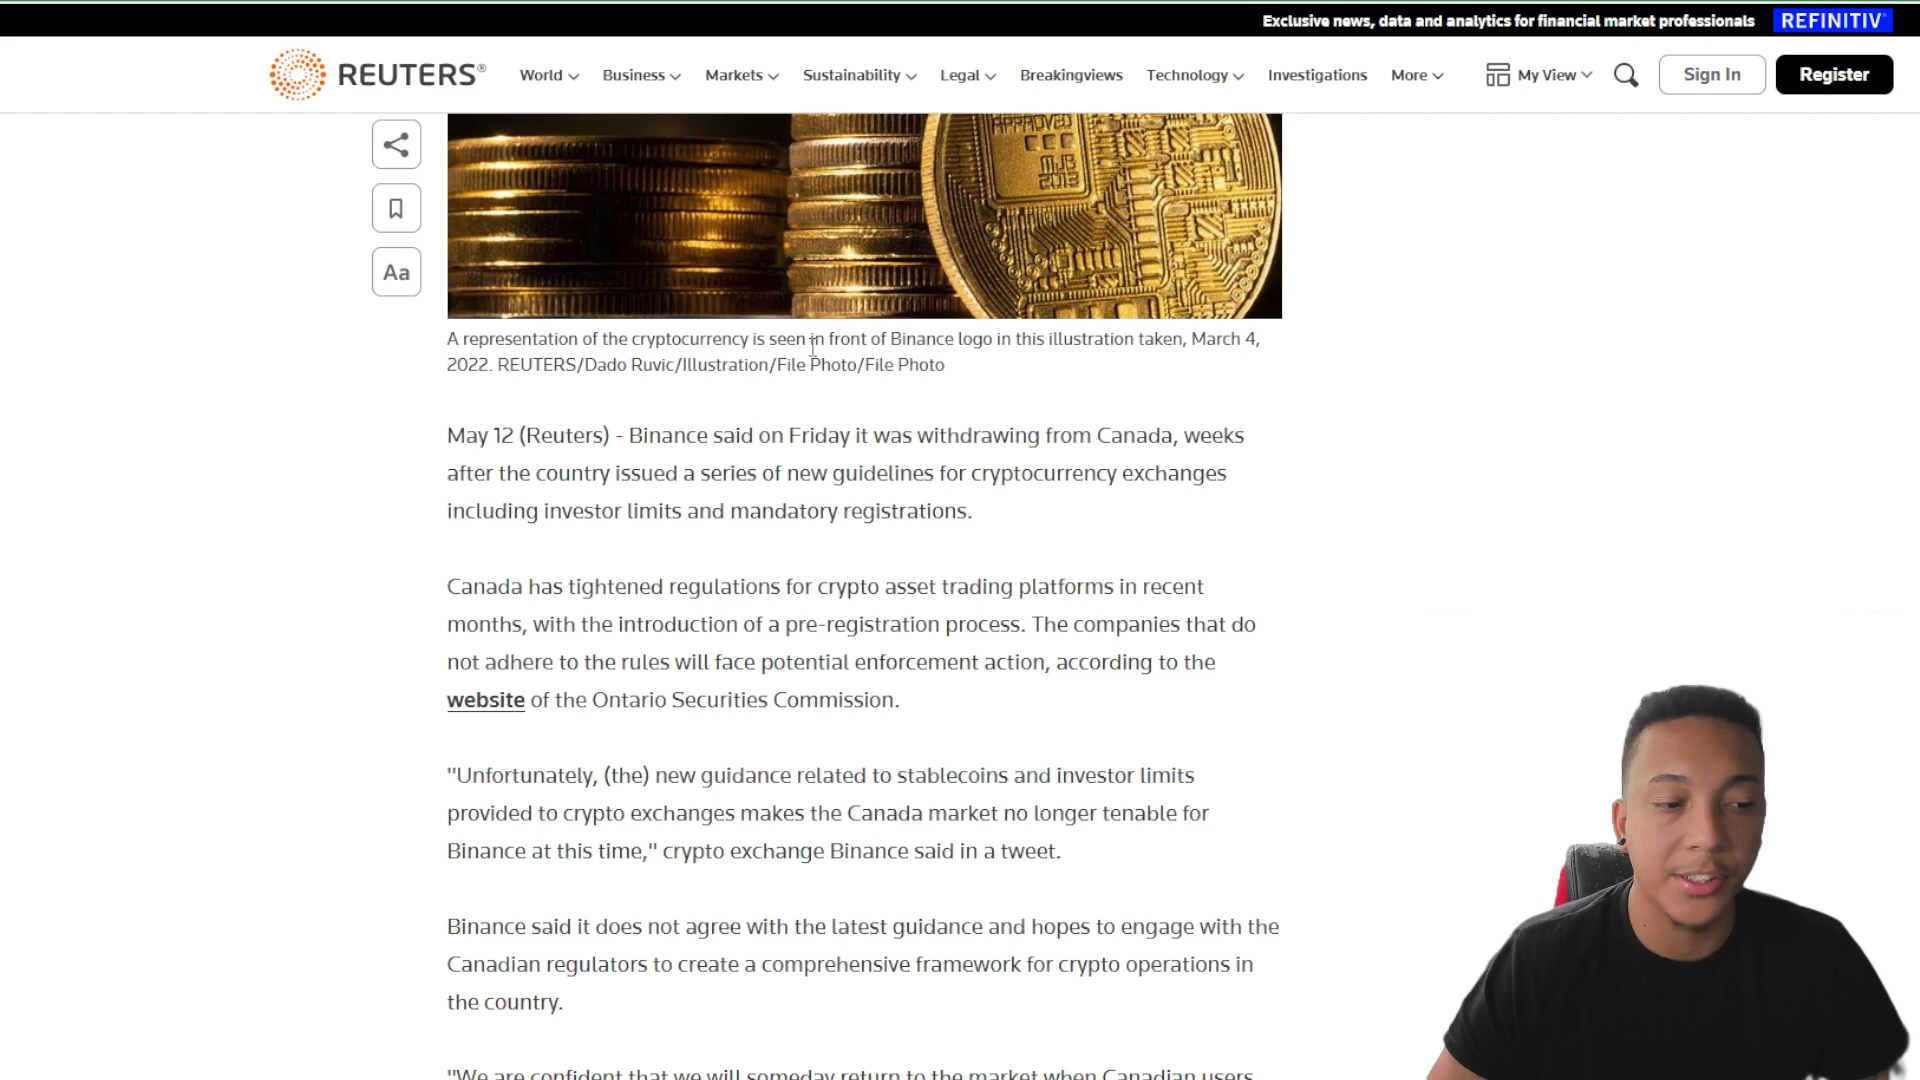 Exclusive news, data and analytics for financial market professionals REFINITIV
REUTERS® World Business Markets Sustainability Legal Breakingviews Technology Investigations More My View Sign In Register
APPROVED
MJB
2013
Aa
A representation of the cryptocurrency is seen in front of Binance logo in this illustration taken, March 4,
2022. REUTERS/Dado Ruvic/Illustration/File Photo/File Photo
May 12 (Reuters) - Binance said on Friday it was withdrawing from Canada, weeks
after the country issued a series of new guidelines for cryptocurrency exchanges
including investor limits and mandatory registrations.
Canada has tightened regulations for crypto asset trading platforms in recent
months, with the introduction of a pre-registration process. The companies that do
not adhere to the rules will face potential enforcement action, according to the
website of the Ontario Securities Commission.
"Unfortunately, (the) new guidance related to stablecoins and investor limits
provided to crypto exchanges makes the Canada market no longer tenable for
Binance at this time," crypto exchange Binance said in a tweet.
Binance said it does not agree with the latest guidance and hopes to engage with the
Canadian regulators to create a comprehensive framework for crypto operations in
the country.
"We are confident that we will someday return to the market when Canadian users